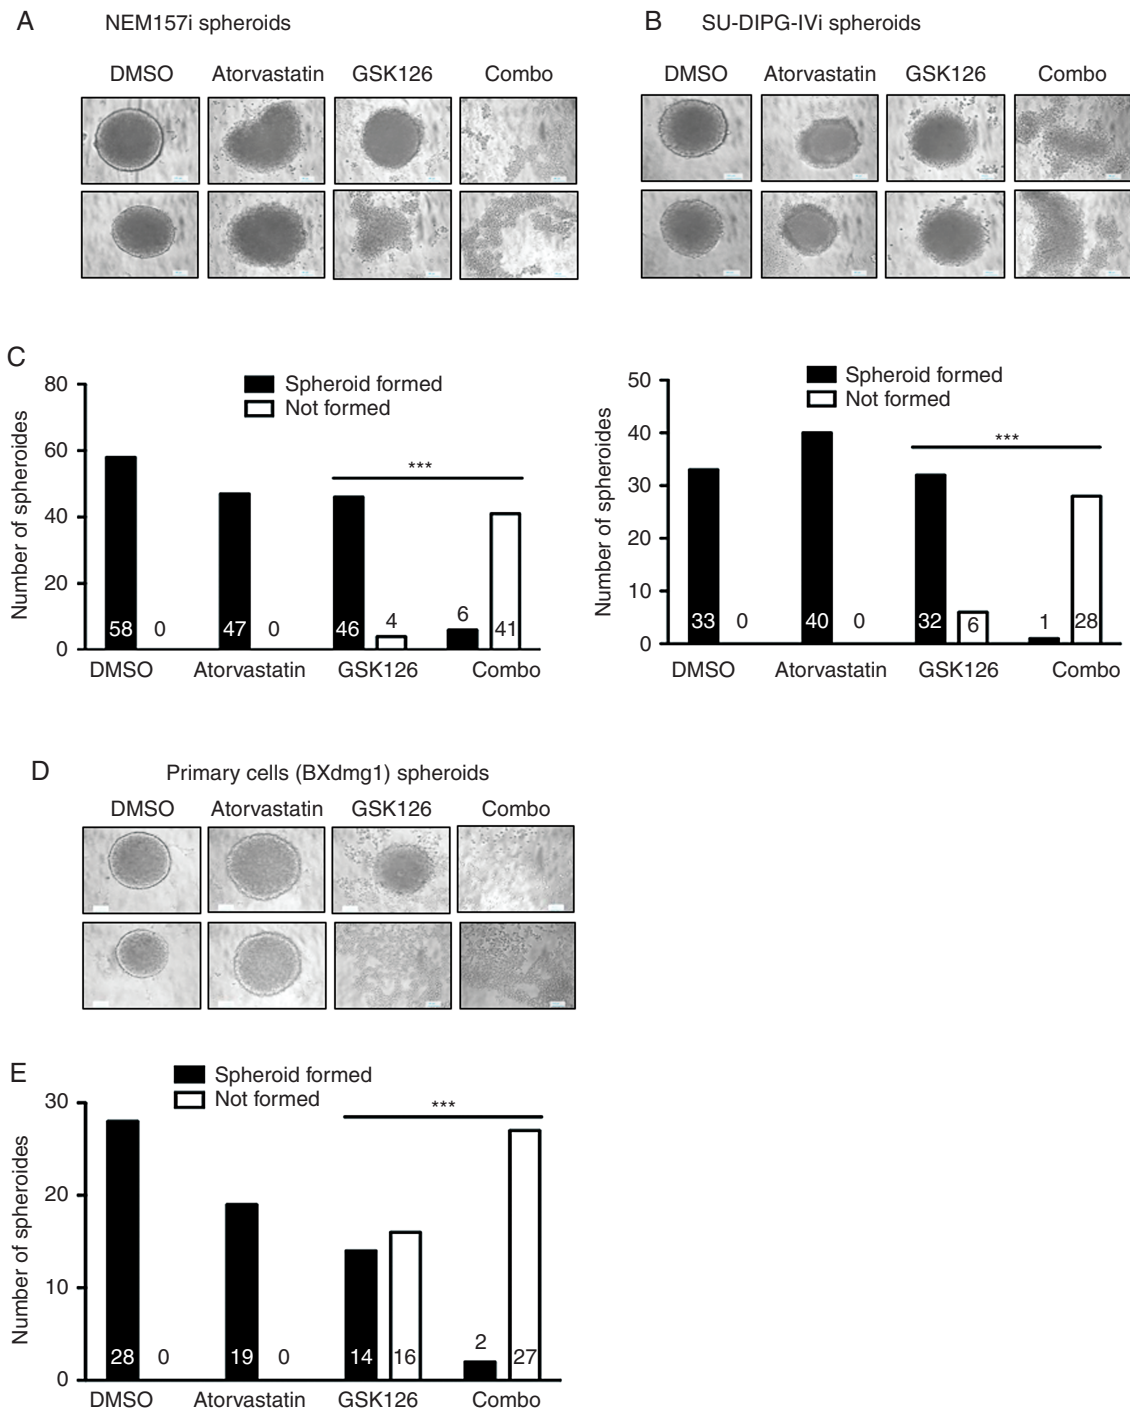 A NEM157i spheroids
B SU-DIPG-IVi spheroids
DMSO Atorvastatin GSK126 Combo
DMSO Atorvastatin GSK126 Combo
C
Spheroid formed
Not formed
Number of spheroides
80
60
40
20
0
***
58 0 47 0 46 4 6 41
DMSO Atorvastatin GSK126 Combo
Spheroid formed
Not formed
Number of spheroides
50
40
30
20
10
0
***
33 0 40 0 32 6 1 28
DMSO Atorvastatin GSK126 Combo
D Primary cells (BXdmg1) spheroids
DMSO Atorvastatin GSK126 Combo
E
Spheroid formed
Not formed
Number of spheroides
30
20
10
0
***
28 0 19 0 14 16 2 27
DMSO Atorvastatin GSK126 Combo